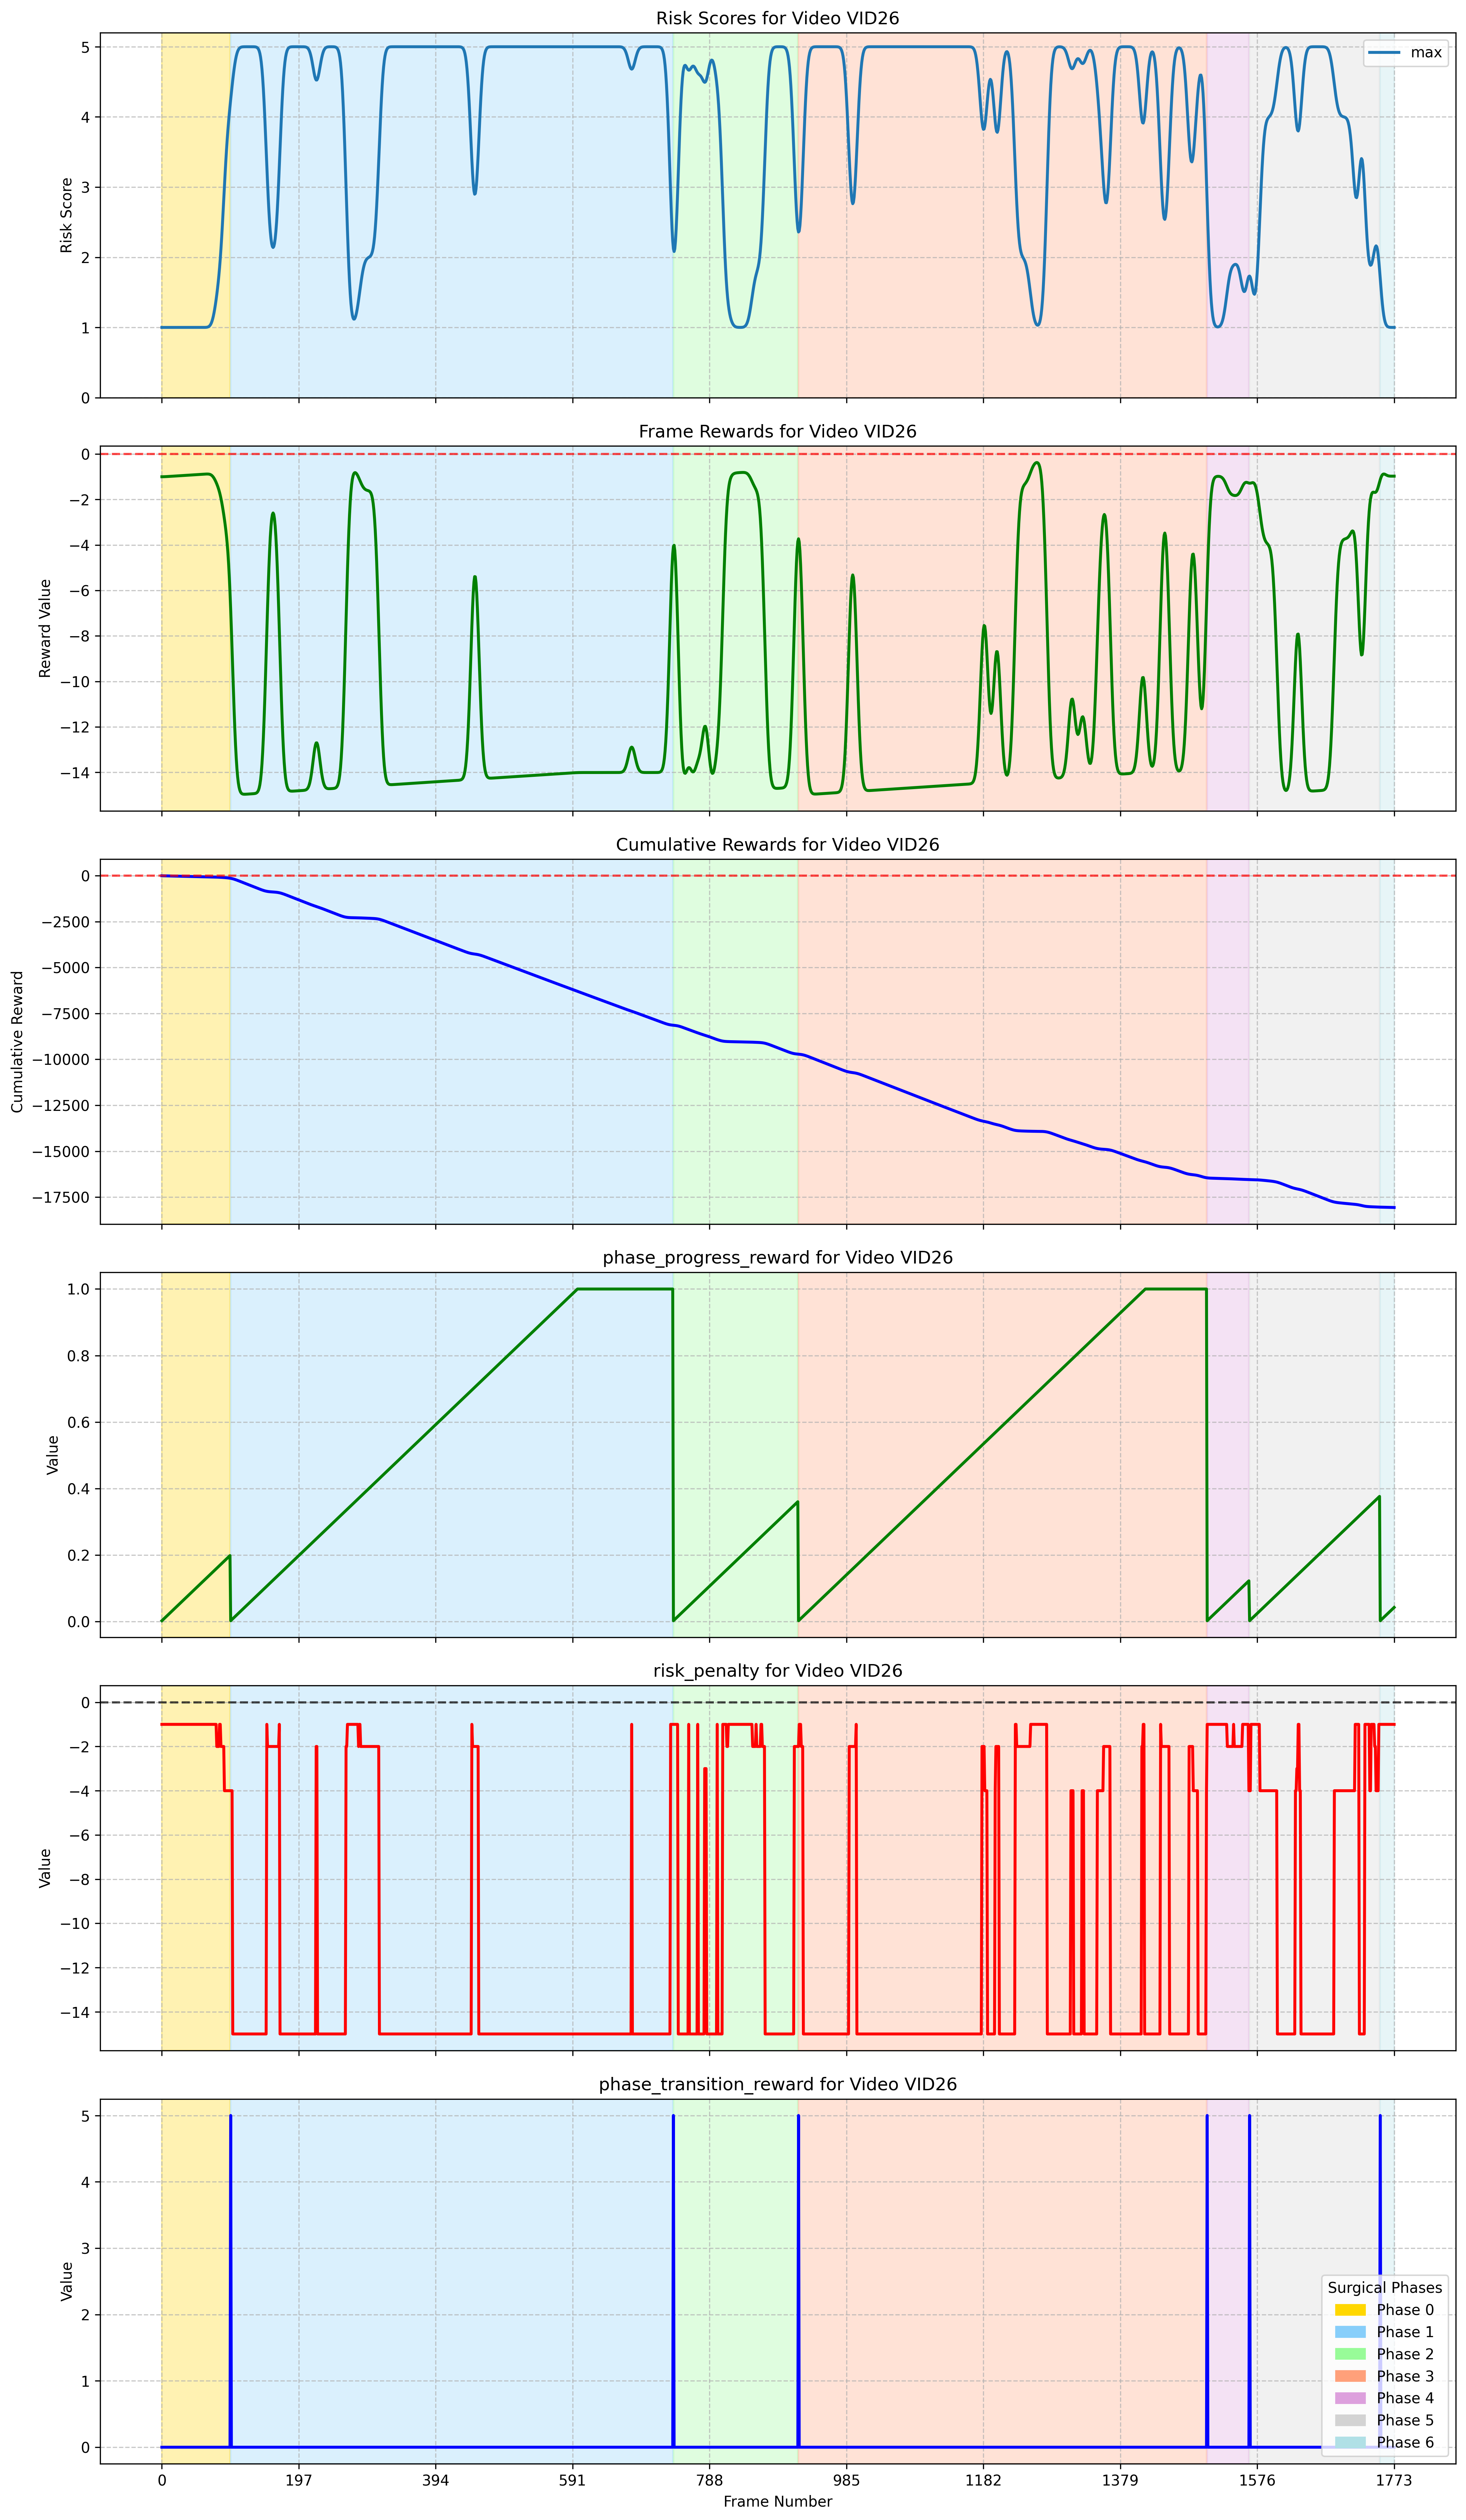 Risk Scores for Video VID26
max
5
4
3
2
1
0
Risk Score
Frame Rewards for Video VID26
0
−2
−4
−6
−8
−10
−12
−14
Reward Value
Cumulative Rewards for Video VID26
0
−2500
−5000
−7500
−10000
−12500
−15000
−17500
Cumulative Reward
phase_progress_reward for Video VID26
1.0
0.8
0.6
0.4
0.2
0.0
Value
risk_penalty for Video VID26
0
−2
−4
−6
−8
−10
−12
−14
Value
phase_transition_reward for Video VID26
5
4
3
2
1
0
Value
Surgical Phases
Phase 0
Phase 1
Phase 2
Phase 3
Phase 4
Phase 5
Phase 6
0 197 394 591 788 985 1182 1379 1576 1773
Frame Number